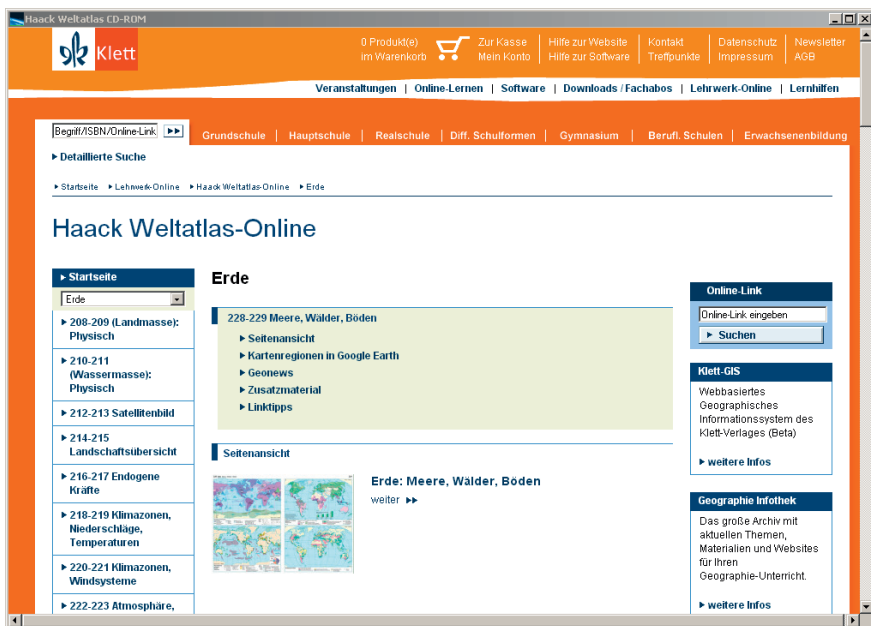 Haack Weltatlas CD-ROM
Klett
0 Produkt(e)
im Warenkorb
Zur Kasse
Mein Konto
Hilfe zur Website
Hilfe zur Software
Kontakt
Treffpunkte
Datenschutz
Impressum
Newsletter
AGB
Veranstaltungen | Online-Lernen | Software | Downloads / Fachabos | Lehrwerk-Online | Lernhilfen
Begriff/ISBN/Online-Link
Grundschule | Hauptschule | Realschule | Diff. Schulformen | Gymnasium | Berufl. Schulen | Erwachsenenbildung
Detaillierte Suche
Startseite Lehrwerk-Online Haack Weltatlas-Online Erde
Haack Weltatlas-Online
Startseite
Erde
208-209 (Landmasse):
Physisch
210-211
(Wassermasse):
Physisch
212-213 Satellitenbild
214-215
Landschaftsübersicht
216-217 Endogene
Kräfte
218-219 Klimazonen,
Niederschläge,
Temperaturen
220-221 Klimazonen,
Windsysteme
222-223 Atmosphäre,
Erde
228-229 Meere, Wälder, Böden
Seitenansicht
Kartenregionen in Google Earth
Geonews
Zusatzmaterial
Linktipps
Seitenansicht
Erde: Meere, Wälder, Böden
weiter
Online-Link
Online-Link eingeben
Suchen
Klett-GIS
Webbasiertes
Geographisches
Informationssystem des
Klett-Verlages (Beta)
weitere Infos
Geographie Infothek
Das große Archiv mit
aktuellen Themen,
Materialien und Websites
für Ihren
Geographie-Unterricht.
weitere Infos